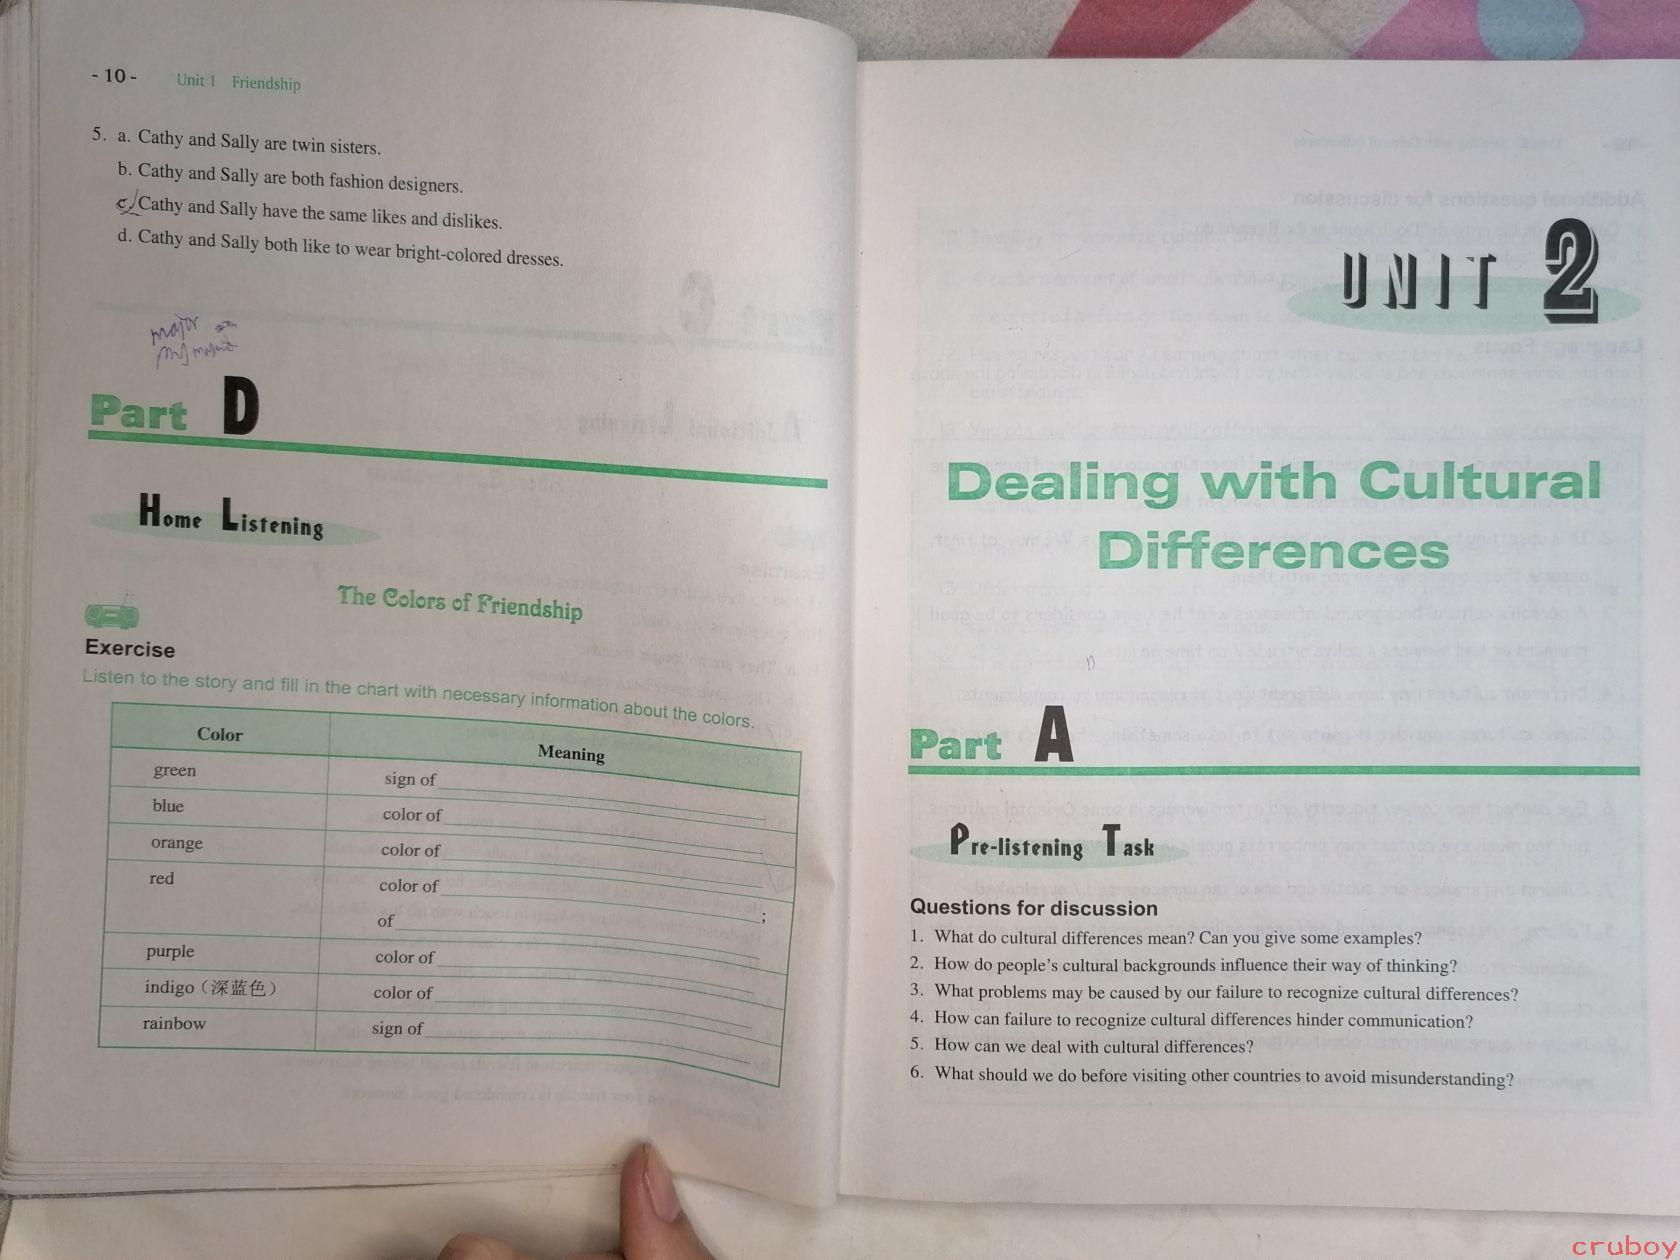 - 10 - Unit 1 Friendship
5. a. Cathy and Sally are twin sisters.
b. Cathy and Sally are both fashion designers.
c. Cathy and Sally have the same likes and dislikes.
d. Cathy and Sally both like to wear bright-colored dresses.
major
Part D
Home Listening
The Colors of Friendship
Exercise
Listen to the story and fill in the chart with necessary information about the colors.
Color Meaning
green sign of
blue color of
orange color of
red color of
of ;
purple color of
indigo（深蓝色） color of
rainbow sign of
UNIT 2
Dealing with Cultural
Differences
Part A
Pre-listening Task
Questions for discussion
1. What do cultural differences mean? Can you give some examples?
2. How do people's cultural backgrounds influence their way of thinking?
3. What problems may be caused by our failure to recognize cultural differences?
4. How can failure to recognize cultural differences hinder communication?
5. How can we deal with cultural differences?
6. What should we do before visiting other countries to avoid misunderstanding?
cruboy